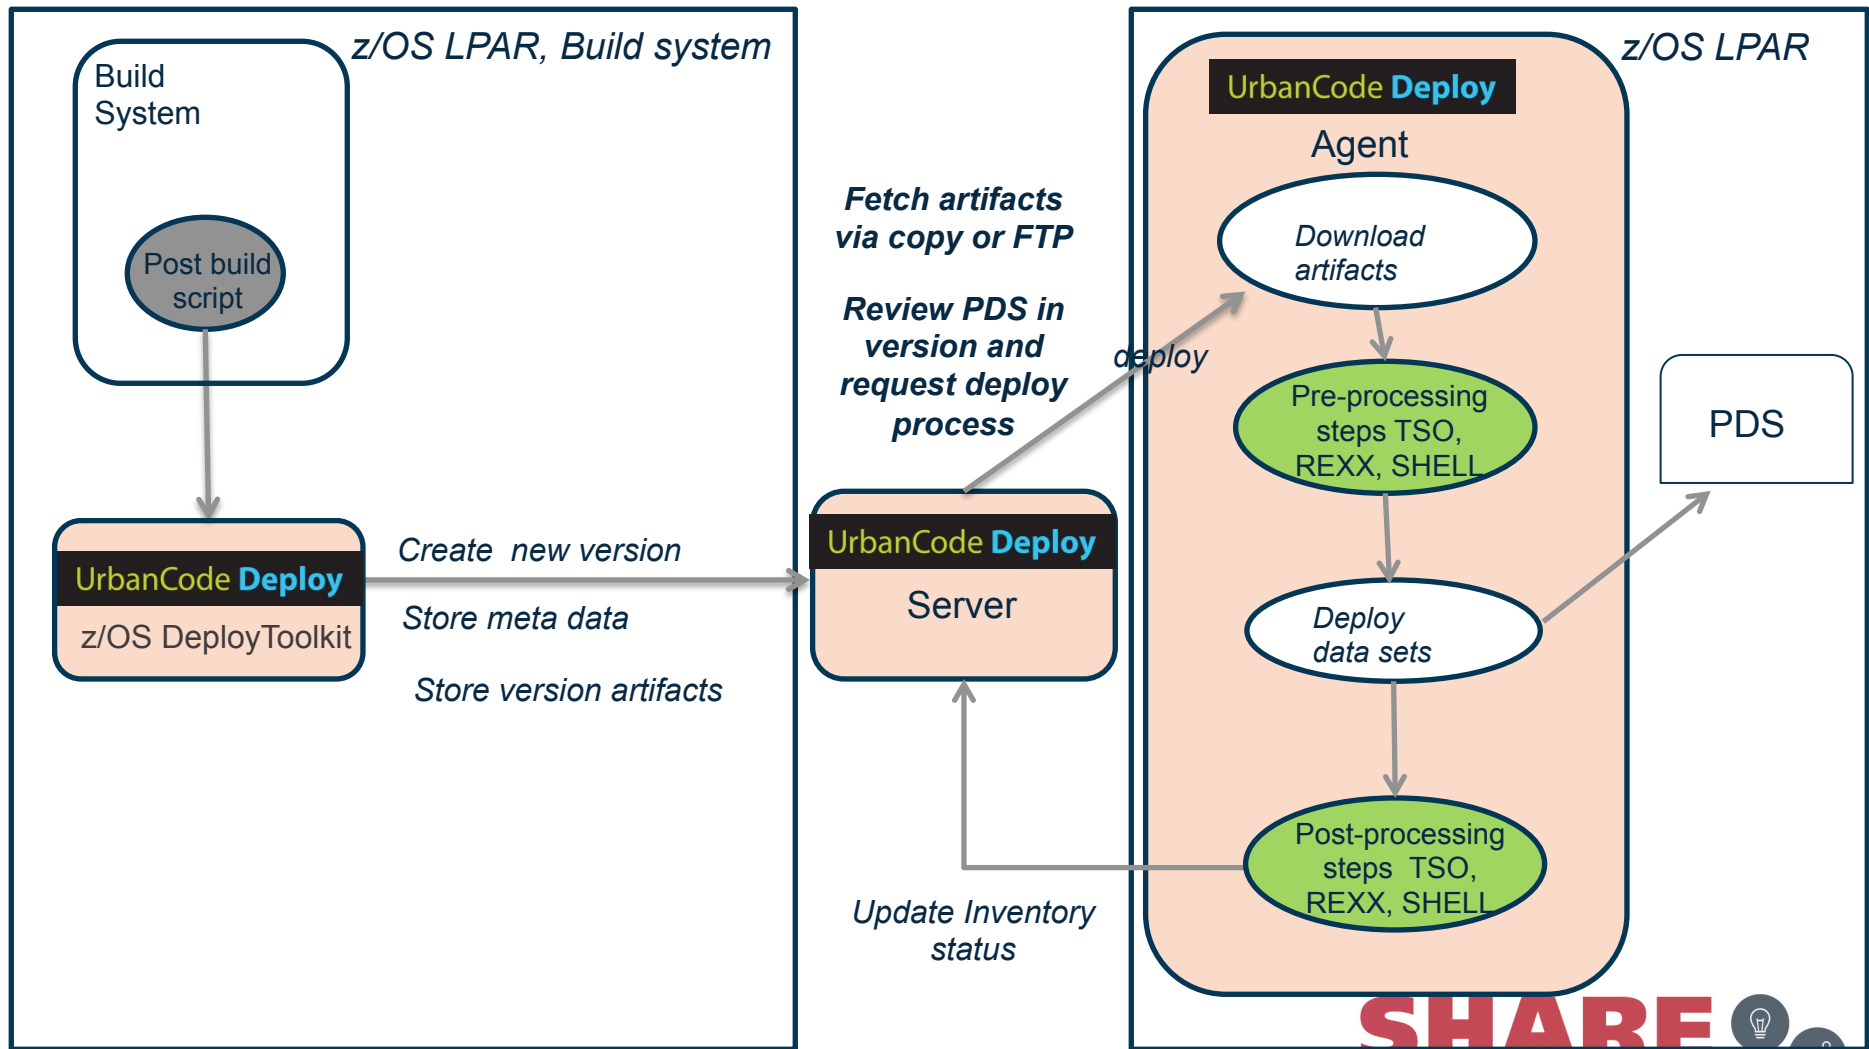 z/OS LPAR, Build system
Build
System
Post build
script
UrbanCode Deploy
z/OS DeployToolkit
Create new version
Store meta data
Store version artifacts
Fetch artifacts
via copy or FTP
Review PDS in
version and
request deploy
process
deploy
UrbanCode Deploy
Server
Update Inventory
status
z/OS LPAR
UrbanCode Deploy
Agent
Download
artifacts
Pre-processing
steps TSO,
REXX, SHELL
Deploy
data sets
Post-processing
steps TSO,
REXX, SHELL
PDS
SHARE